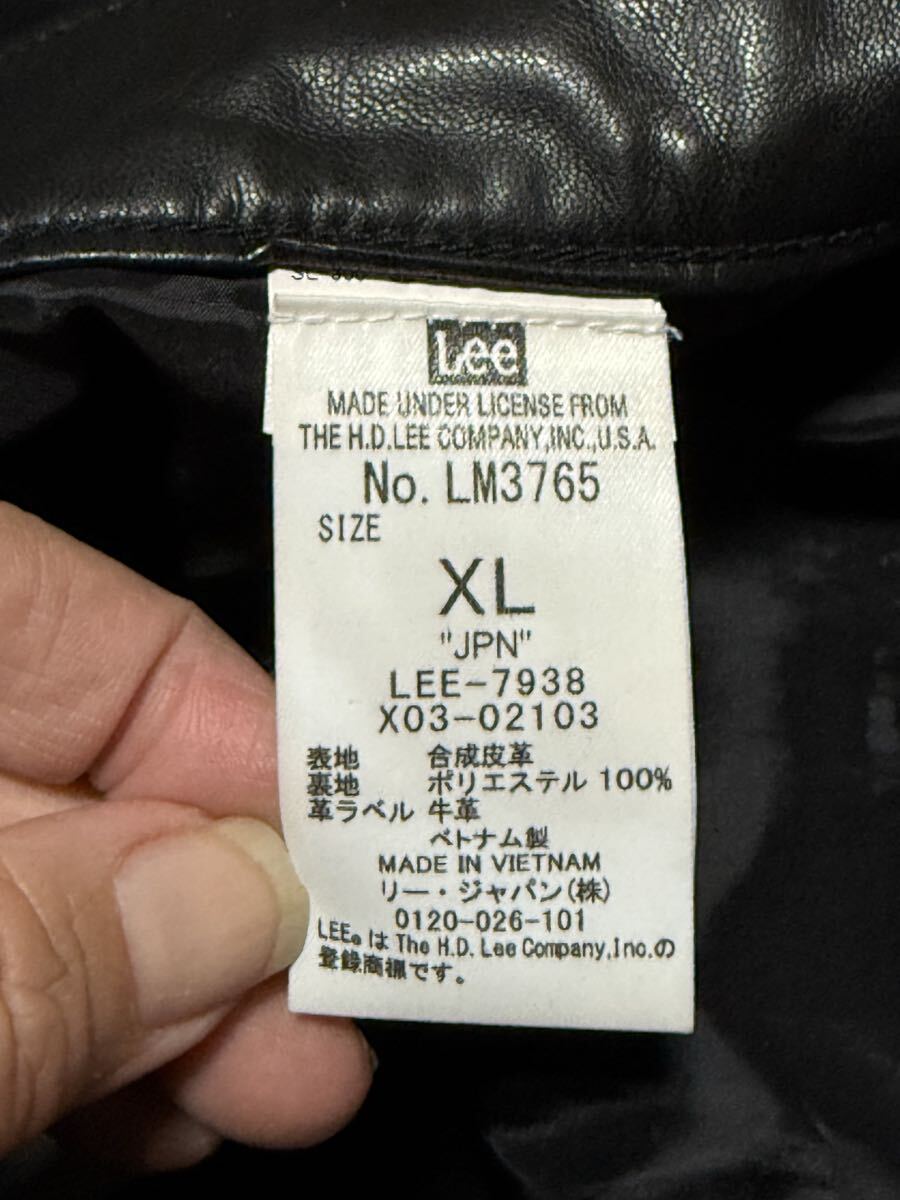 Lee
MADE UNDER LICENSE FROM
THE H.D.LEE COMPANY,INC.,U.S.A.
No. LM3765
SIZE
XL
"JPN"
LEE-7938
X03-02103
表地 合成皮革
裏地 ポリエステル 100%
革ラベル 牛革
ベトナム製
MADE IN VIETNAM
リー・ジャパン(株)
0120-026-101
LEE®は The H.D. Lee Company,Inc.の
登録商標です。